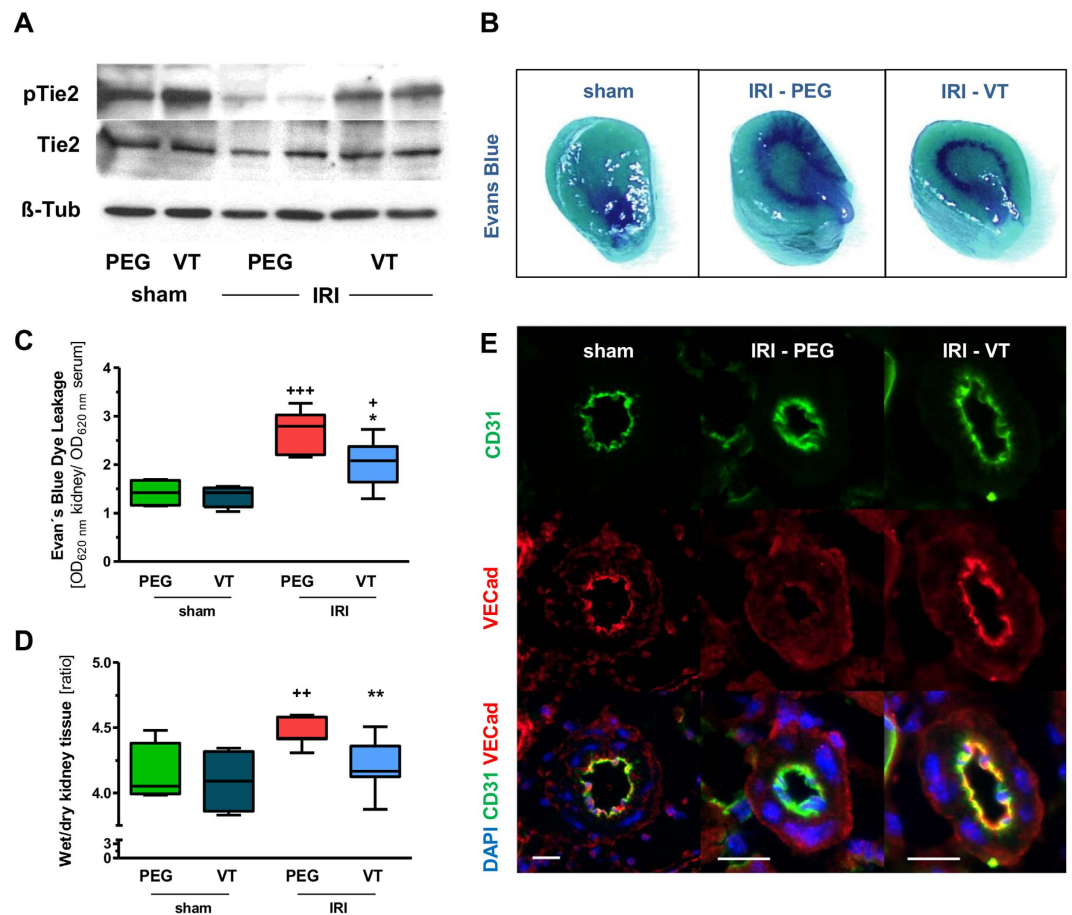 A
pTie2
Tie2
ß-Tub
PEG VT PEG VT
sham IRI
B
sham IRI - PEG IRI - VT
Evans Blue
C
Evan´s Blue Dye Leakage
[OD620 nm kidney/ OD620 nm serum]
4
3
2
1
0
+++
+
*
PEG VT PEG VT
sham IRI
D
Wet/dry kidney tissue [ratio]
5.0
4.5
4.0
3
0
++
**
PEG VT PEG VT
sham IRI
E
sham IRI - PEG IRI - VT
CD31
VECad
DAPI CD31 VECad